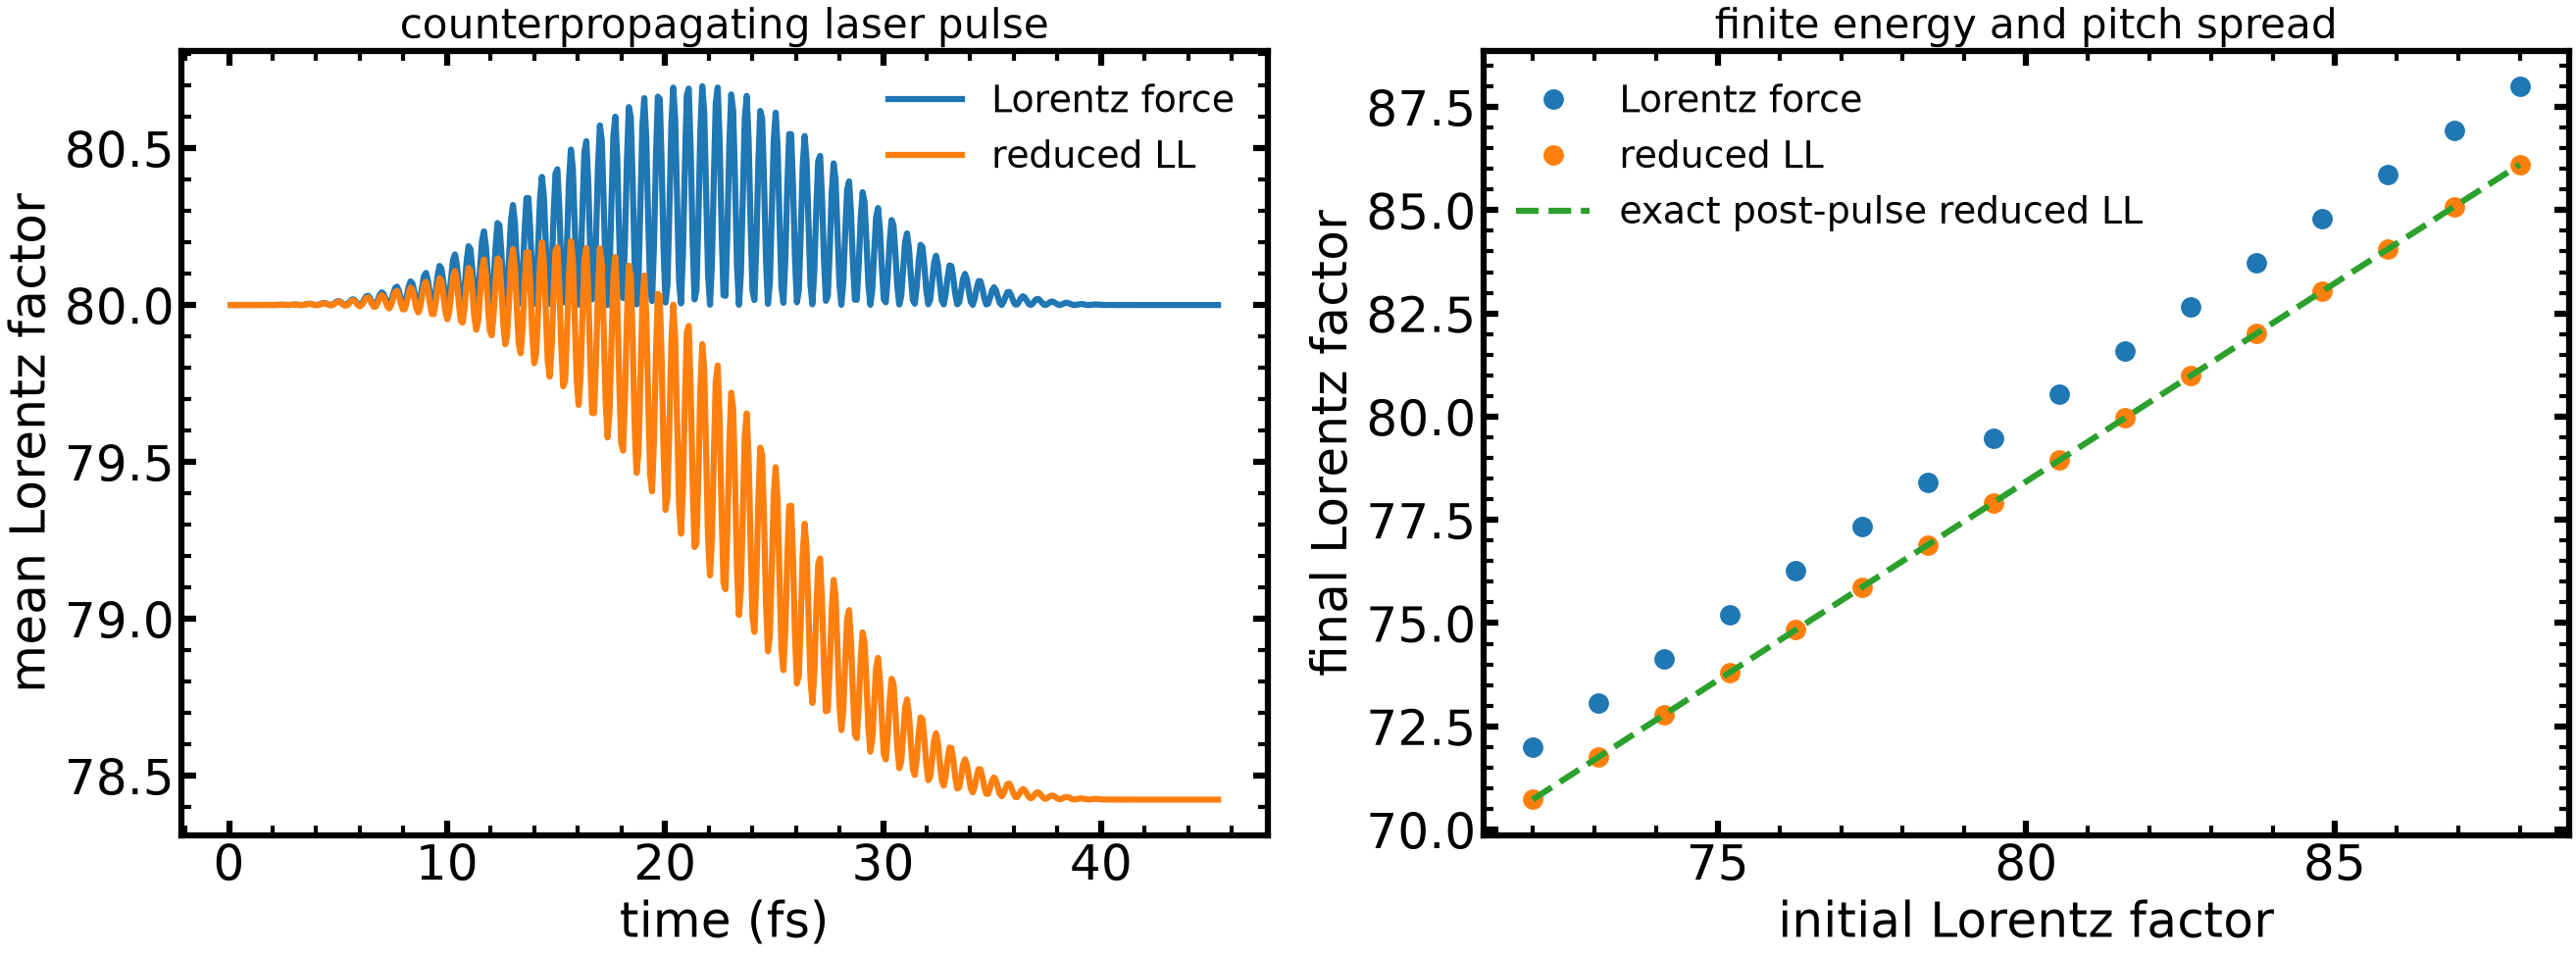 counterpropagating laser pulse
mean Lorentz factor
80.5
80.0
79.5
79.0
78.5
Lorentz force
reduced LL
0 10 20 30 40
time (fs)
finite energy and pitch spread
final Lorentz factor
87.5
85.0
82.5
80.0
77.5
75.0
72.5
70.0
Lorentz force
reduced LL
exact post-pulse reduced LL
75 80 85
initial Lorentz factor